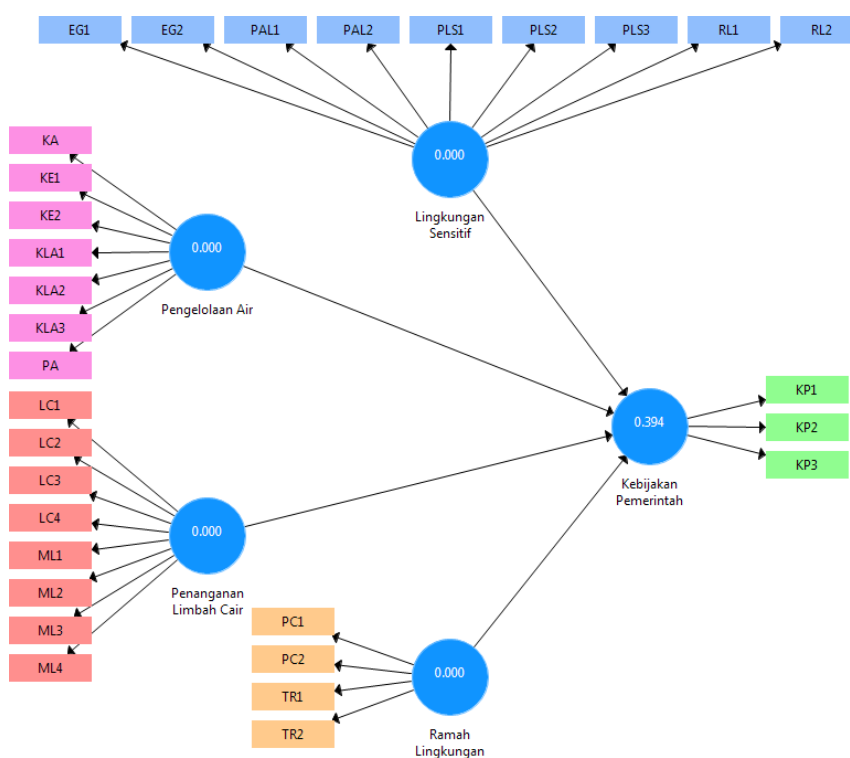 EG1
EG2
PAL1
PAL2
PLS1
PLS2
PLS3
RL1
RL2
0.000
Lingkungan
Sensitif
KA
KE1
KE2
KLA1
KLA2
KLA3
PA
0.000
Pengelolaan Air
0.394
Kebijakan
Pemerintah
KP1
KP2
KP3
LC1
LC2
LC3
LC4
ML1
ML2
ML3
ML4
0.000
Penanganan
Limbah Cair
PC1
PC2
TR1
TR2
0.000
Ramah
Lingkungan